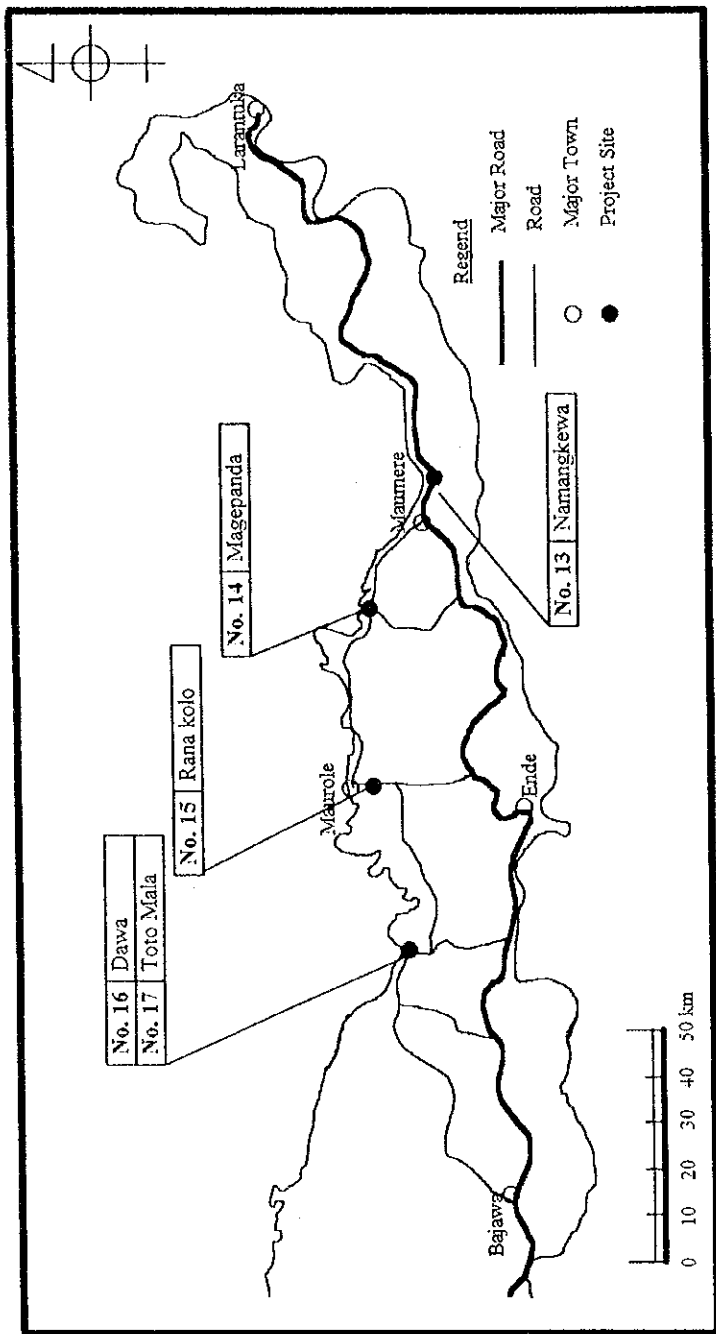 No. 16 Dawa
No. 17 Toto Mala
No. 15 Rana kolo
No. 14 Magepanda
Larantuka
Maurole
Maumere
Ende
Bajawa
No. 13 Namangkewa
Regend
Major Road
Road
Major Town
Project Site
0 10 20 30 40 50 km